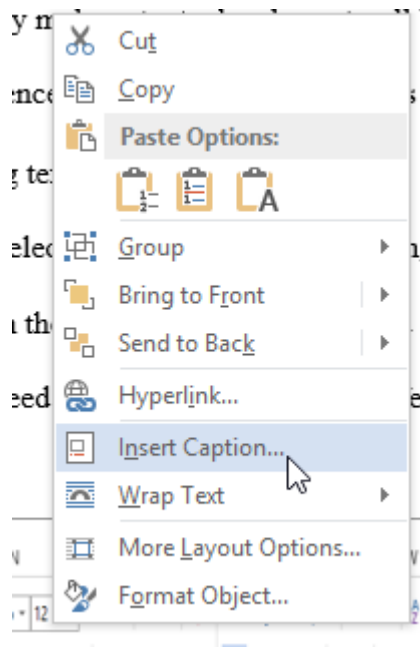 Cut
Copy
Paste Options:
Group
Bring to Front
Send to Back
Hyperlink...
Insert Caption...
Wrap Text
More Layout Options...
Format Object...
12